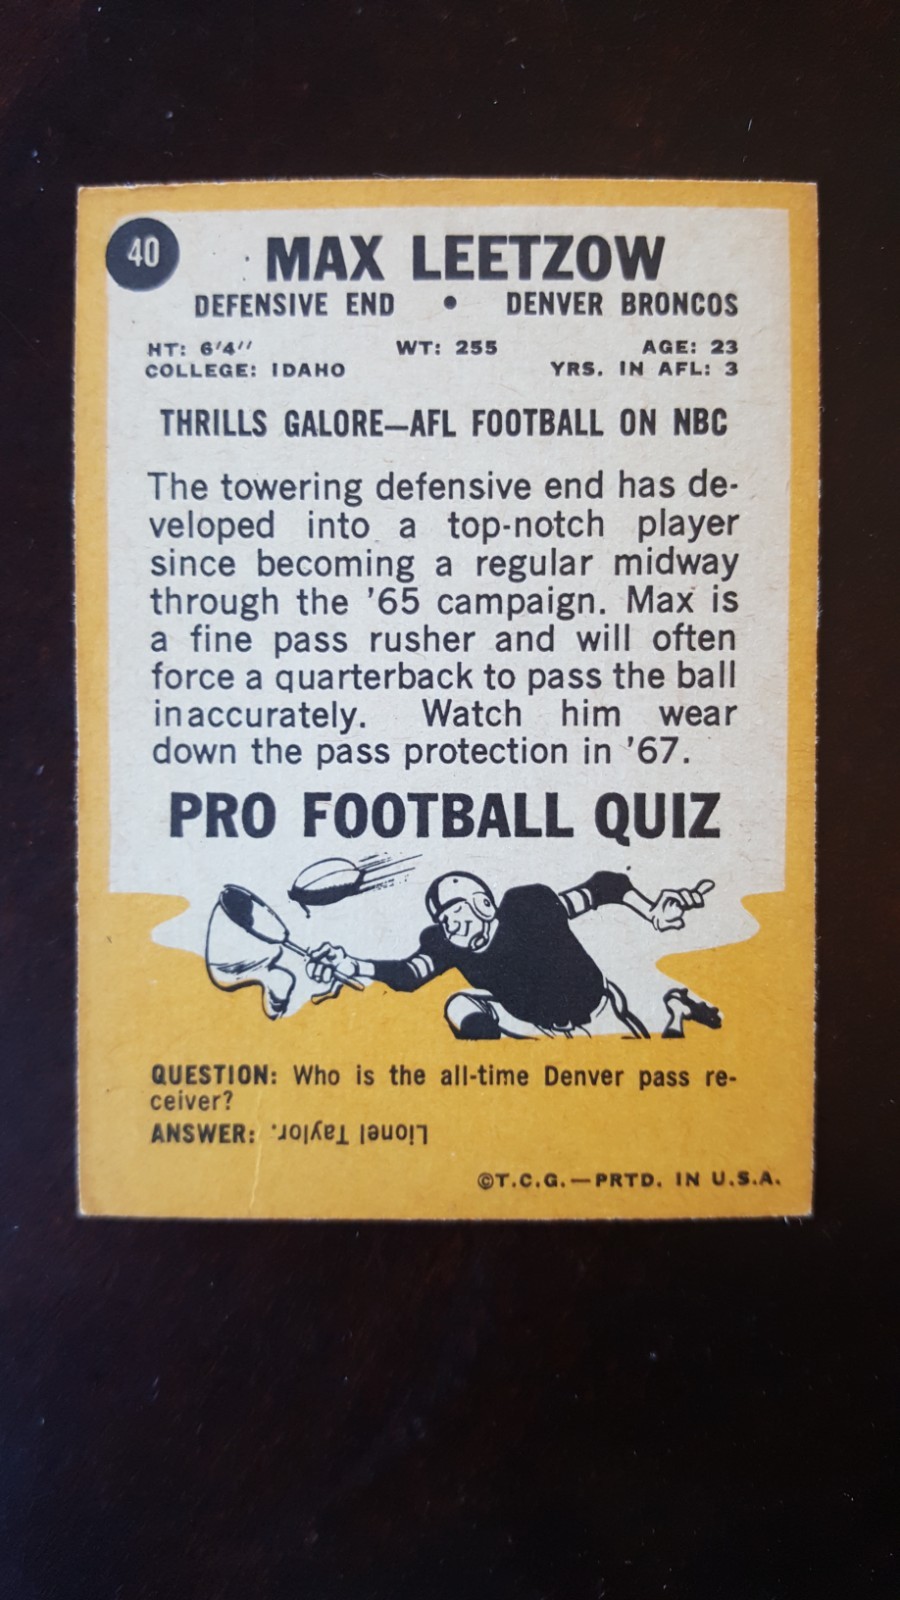 40
MAX LEETZOW
DEFENSIVE END • DENVER BRONCOS
HT: 6'4'' WT: 255 AGE: 23
COLLEGE: IDAHO YRS. IN AFL: 3
THRILLS GALORE—AFL FOOTBALL ON NBC
The towering defensive end has de-
veloped into a top-notch player
since becoming a regular midway
through the '65 campaign. Max is
a fine pass rusher and will often
force a quarterback to pass the ball
inaccurately. Watch him wear
down the pass protection in '67.
PRO FOOTBALL QUIZ
QUESTION: Who is the all-time Denver pass re-
ceiver?
ANSWER: Lionel Taylor.
©T.C.G.—PRTD. IN U.S.A.